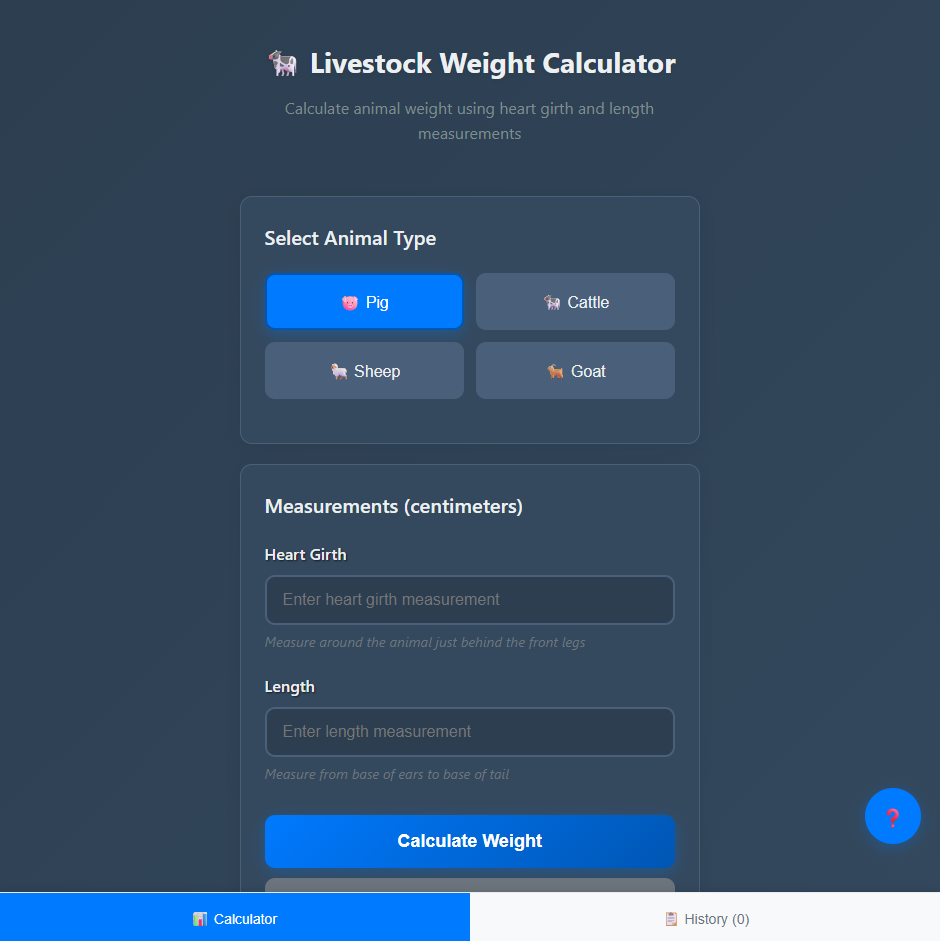 Livestock Weight Calculator
Calculate animal weight using heart girth and length
measurements
Select Animal Type
Pig
Cattle
Sheep
Goat
Measurements (centimeters)
Heart Girth
Enter heart girth measurement
Measure around the animal just behind the front legs
Length
Enter length measurement
Measure from base of ears to base of tail
Calculate Weight
❓
Calculator
History (0)